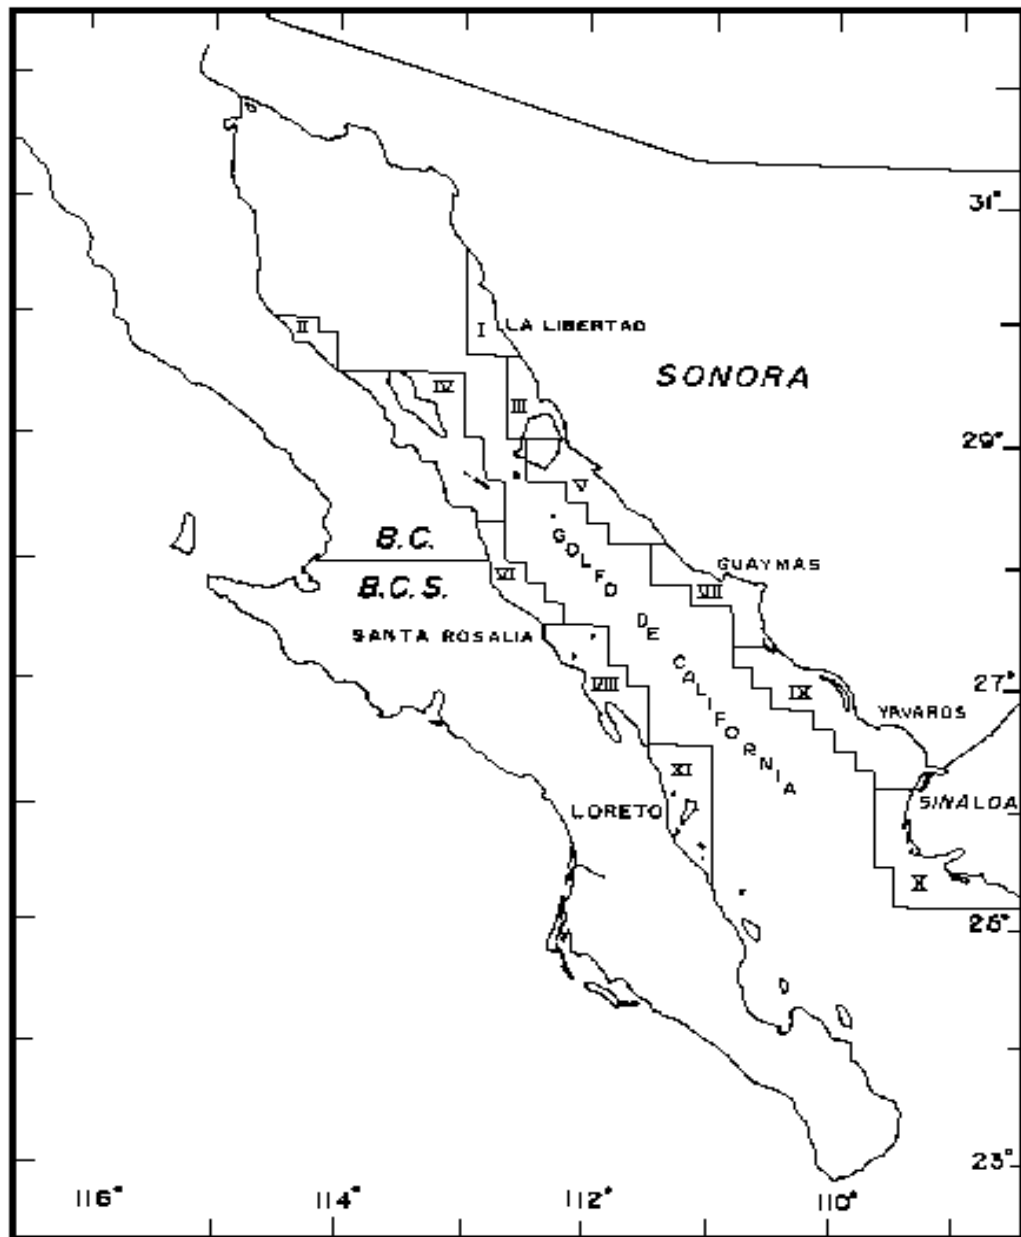 31°
II
I
LA LIBERTAD
SONORA
IV
III
29°
V
GOLFO DE CALIFORNIA
B.C.
GUAYMAS
VI
B.C.S.
VII
SANTA ROSALIA
VIII
IX
27°
YAVAROS
XI
LORETO
SINALOA
X
25°
23°
116°
114°
112°
110°